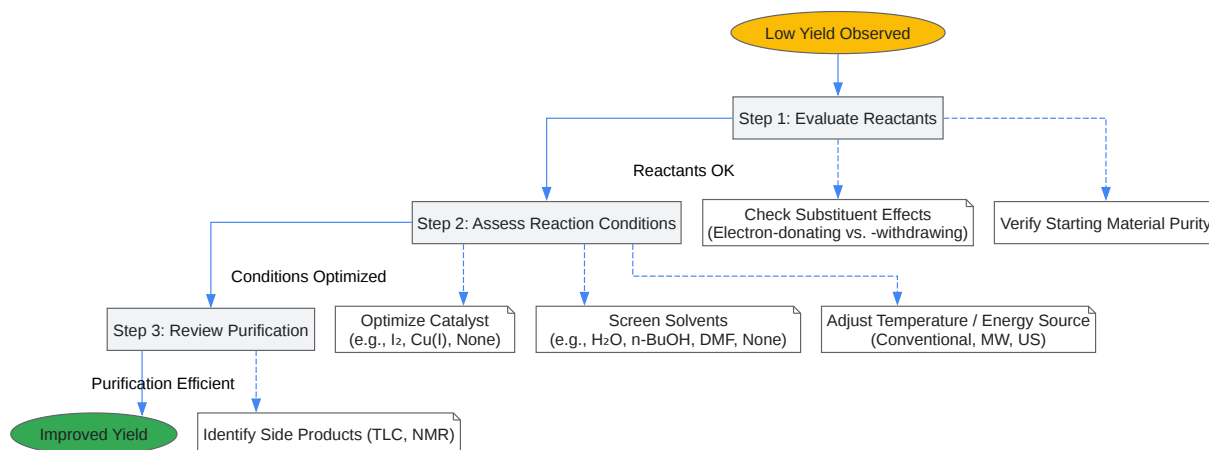 Low Yield Observed
Step 1: Evaluate Reactants
Reactants OK
Step 2: Assess Reaction Conditions
Check Substituent Effects
(Electron-donating vs. -withdrawing)
Verify Starting Material Purity
Conditions Optimized
Step 3: Review Purification
Optimize Catalyst
(e.g., I₂, Cu(I), None)
Screen Solvents
(e.g., H₂O, n-BuOH, DMF, None)
Adjust Temperature / Energy Source
(Conventional, MW, US)
Purification Efficient
Improved Yield
Identify Side Products (TLC, NMR)